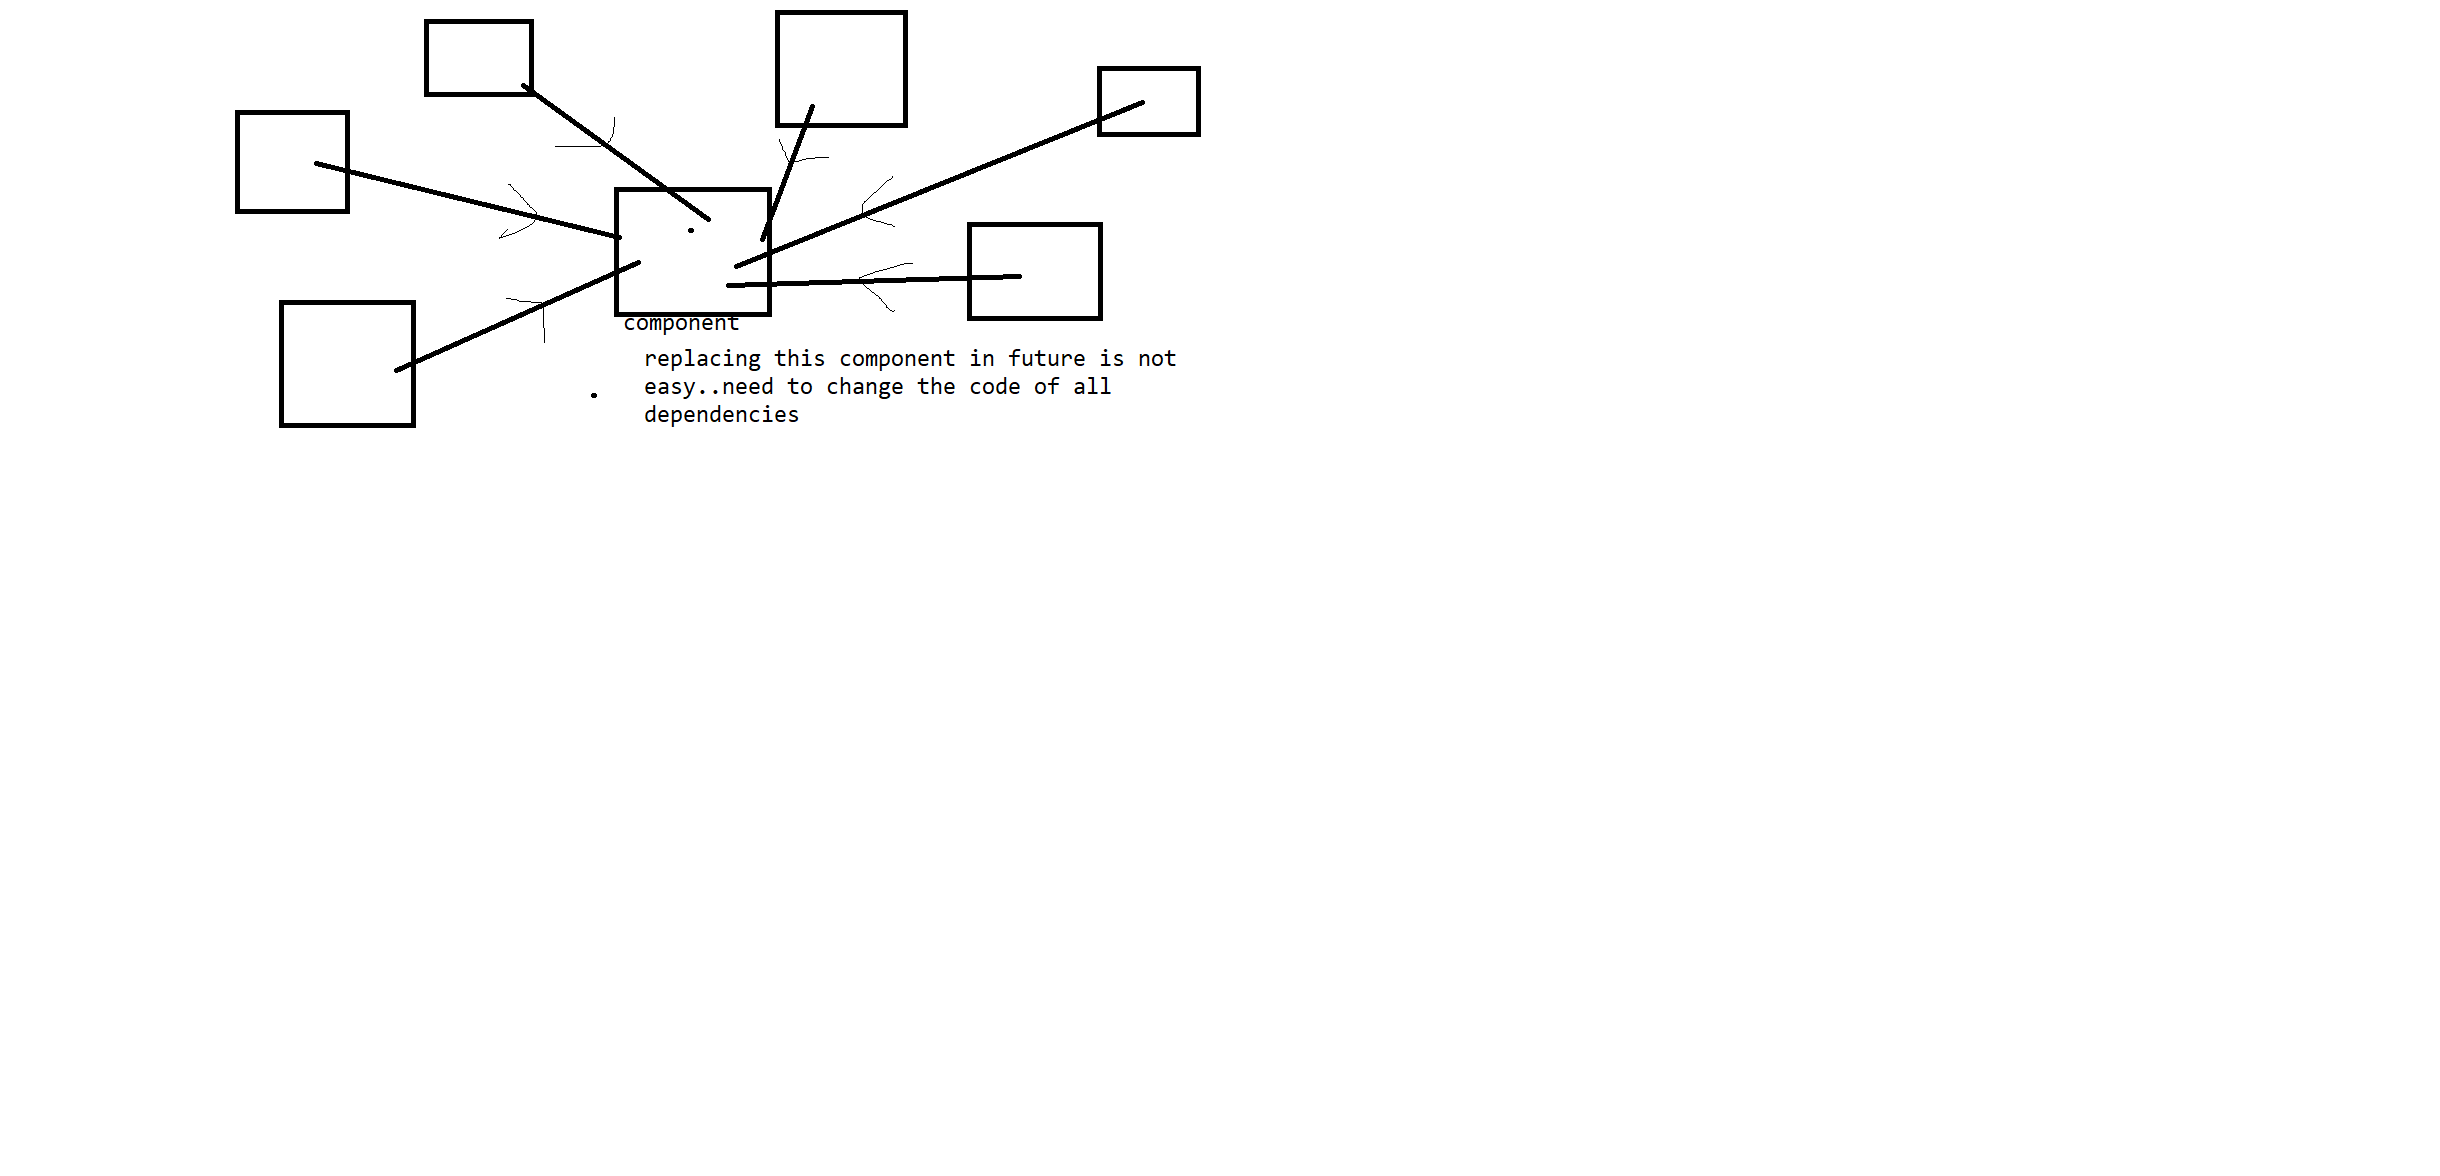 component
replacing this component in future is not
easy..need to change the code of all
dependencies